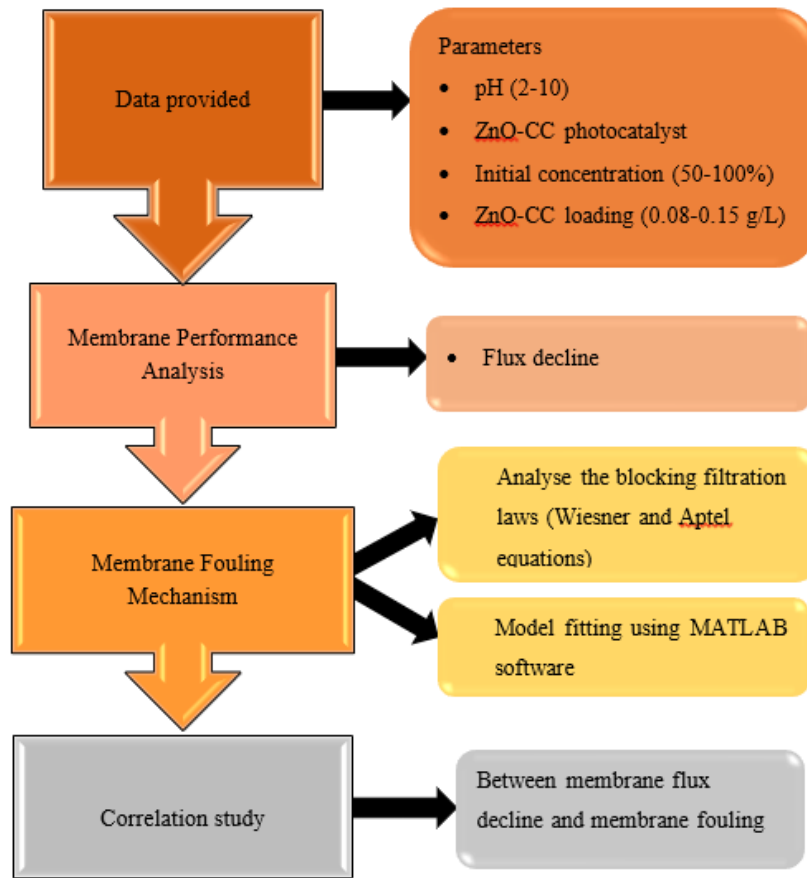 Data provided
Parameters
• pH (2-10)
• ZnO-CC photocatalyst
• Initial concentration (50-100%)
• ZnO-CC loading (0.08-0.15 g/L)
Membrane Performance
Analysis
• Flux decline
Membrane Fouling
Mechanism
Analyse the blocking filtration
laws (Wiesner and Aptel
equations)
Model fitting using MATLAB
software
Correlation study
Between membrane flux
decline and membrane fouling